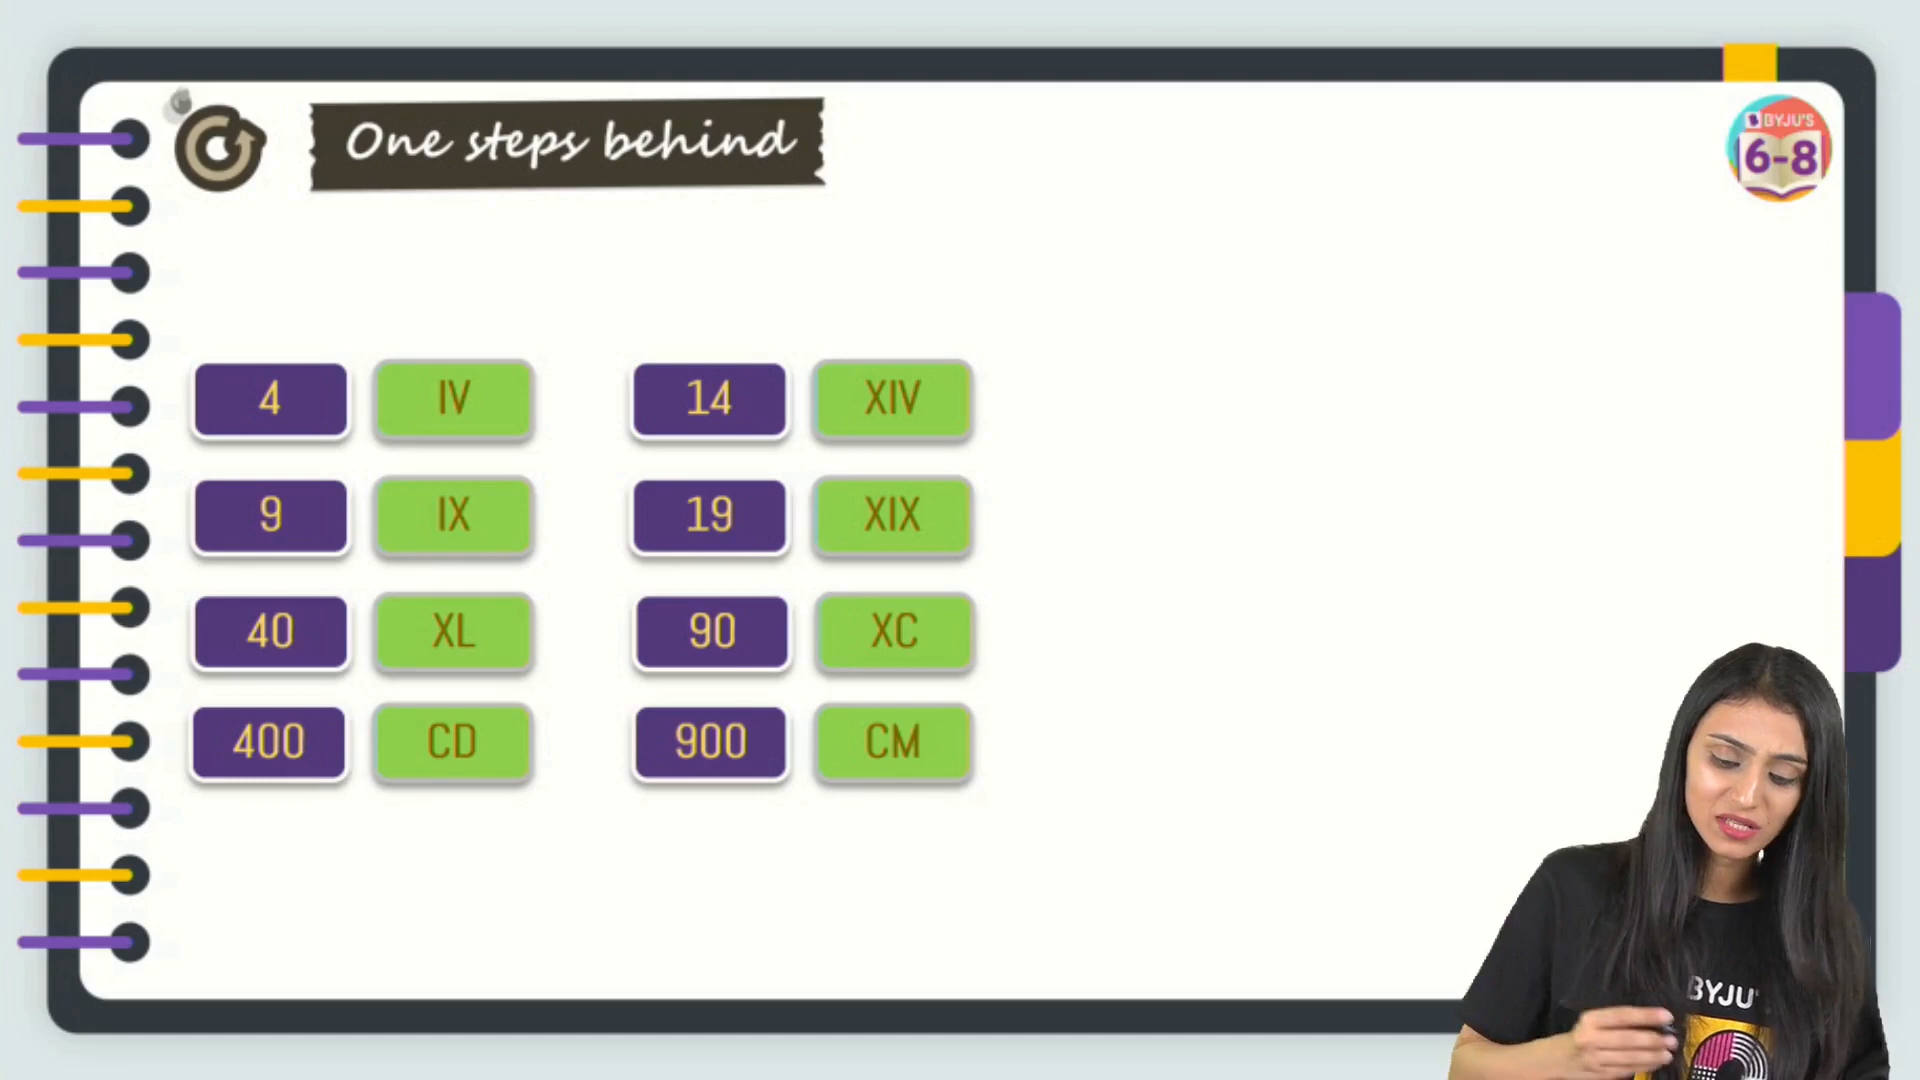 One steps behind
BYJU'S
6-8
4 IV 14 XIV
9 IX 19 XIX
40 XL 90 XC
400 CD 900 CM
BYJU'